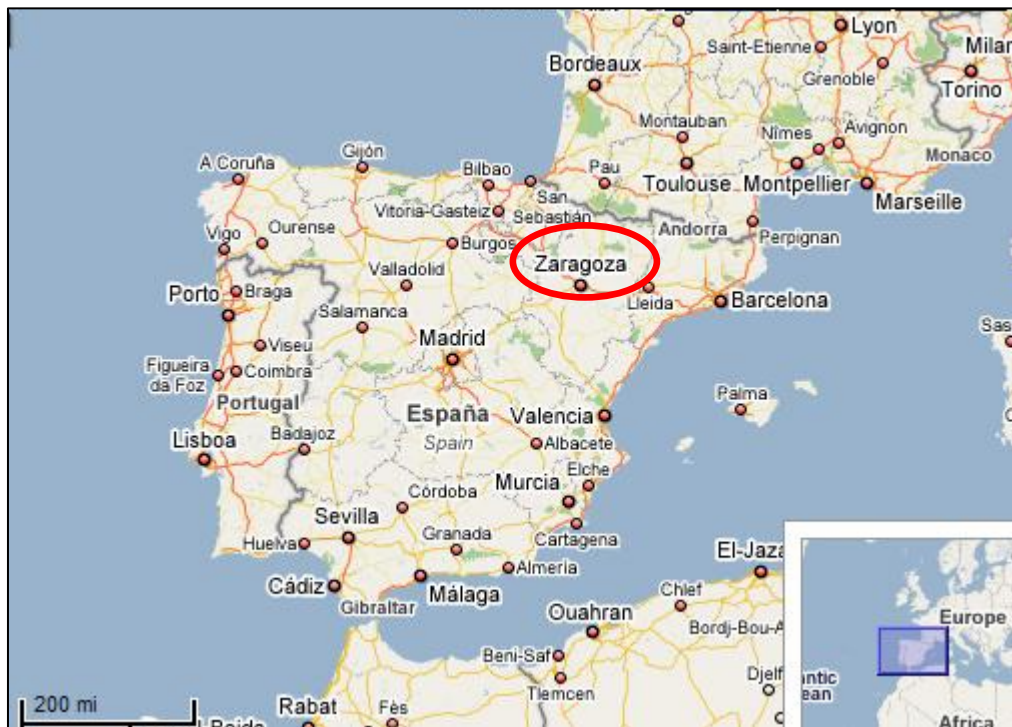 Lyon
Saint-Etienne
Milan
Bordeaux
Grenoble
Torino
Montauban
Nîmes
Avignon
Monaco
A Coruña
Gijón
Bilbao
Pau
Toulouse
Montpellier
Marseille
San
Sebastián
Vitoria-Gasteiz
Vigo
Ourense
Burgos
Andorra
Perpignan
Zaragoza
Valladolid
Porto
Braga
Lleida
Barcelona
Salamanca
Viseu
Madrid
Sas
Figueira
da Foz
Coimbra
Portugal
España
Spain
Valencia
Palma
Lisboa
Badajoz
Albacete
Elche
Murcia
Córdoba
Sevilla
Granada
Cartagena
Huelva
Almería
El-Jaza
Cádiz
Málaga
Gibraltar
Chlef
Ouahran
Bordj-Bou-A
Europe
Beni-Saf
Tlemcen
Djelf
ntic
ean
200 mi
Rabat
Fès
Africa